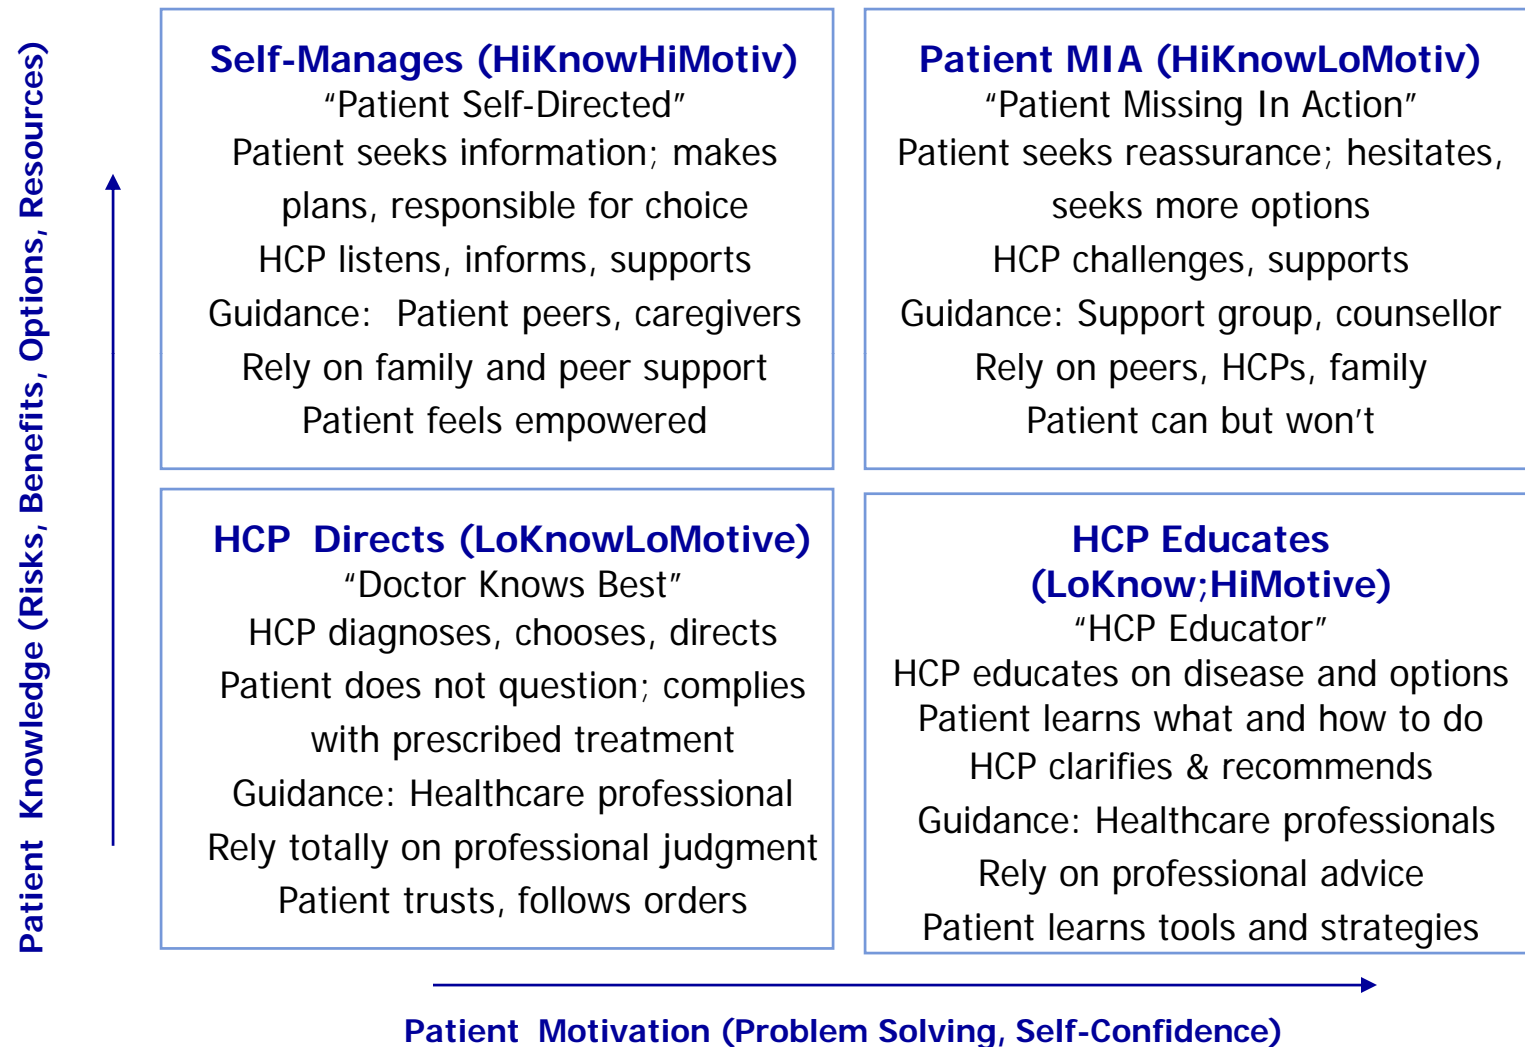 Patient Knowledge (Risks, Benefits, Options, Resources)
Self-Manages (HiKnowHiMotiv)
“Patient Self-Directed”
Patient seeks information; makes
plans, responsible for choice
HCP listens, informs, supports
Guidance: Patient peers, caregivers
Rely on family and peer support
Patient feels empowered
Patient MIA (HiKnowLoMotiv)
“Patient Missing In Action”
Patient seeks reassurance; hesitates,
seeks more options
HCP challenges, supports
Guidance: Support group, counsellor
Rely on peers, HCPs, family
Patient can but won’t
HCP Directs (LoKnowLoMotive)
“Doctor Knows Best”
HCP diagnoses, chooses, directs
Patient does not question; complies
with prescribed treatment
Guidance: Healthcare professional
Rely totally on professional judgment
Patient trusts, follows orders
HCP Educates
(LoKnow;HiMotive)
“HCP Educator”
HCP educates on disease and options
Patient learns what and how to do
HCP clarifies & recommends
Guidance: Healthcare professionals
Rely on professional advice
Patient learns tools and strategies
Patient Motivation (Problem Solving, Self-Confidence)